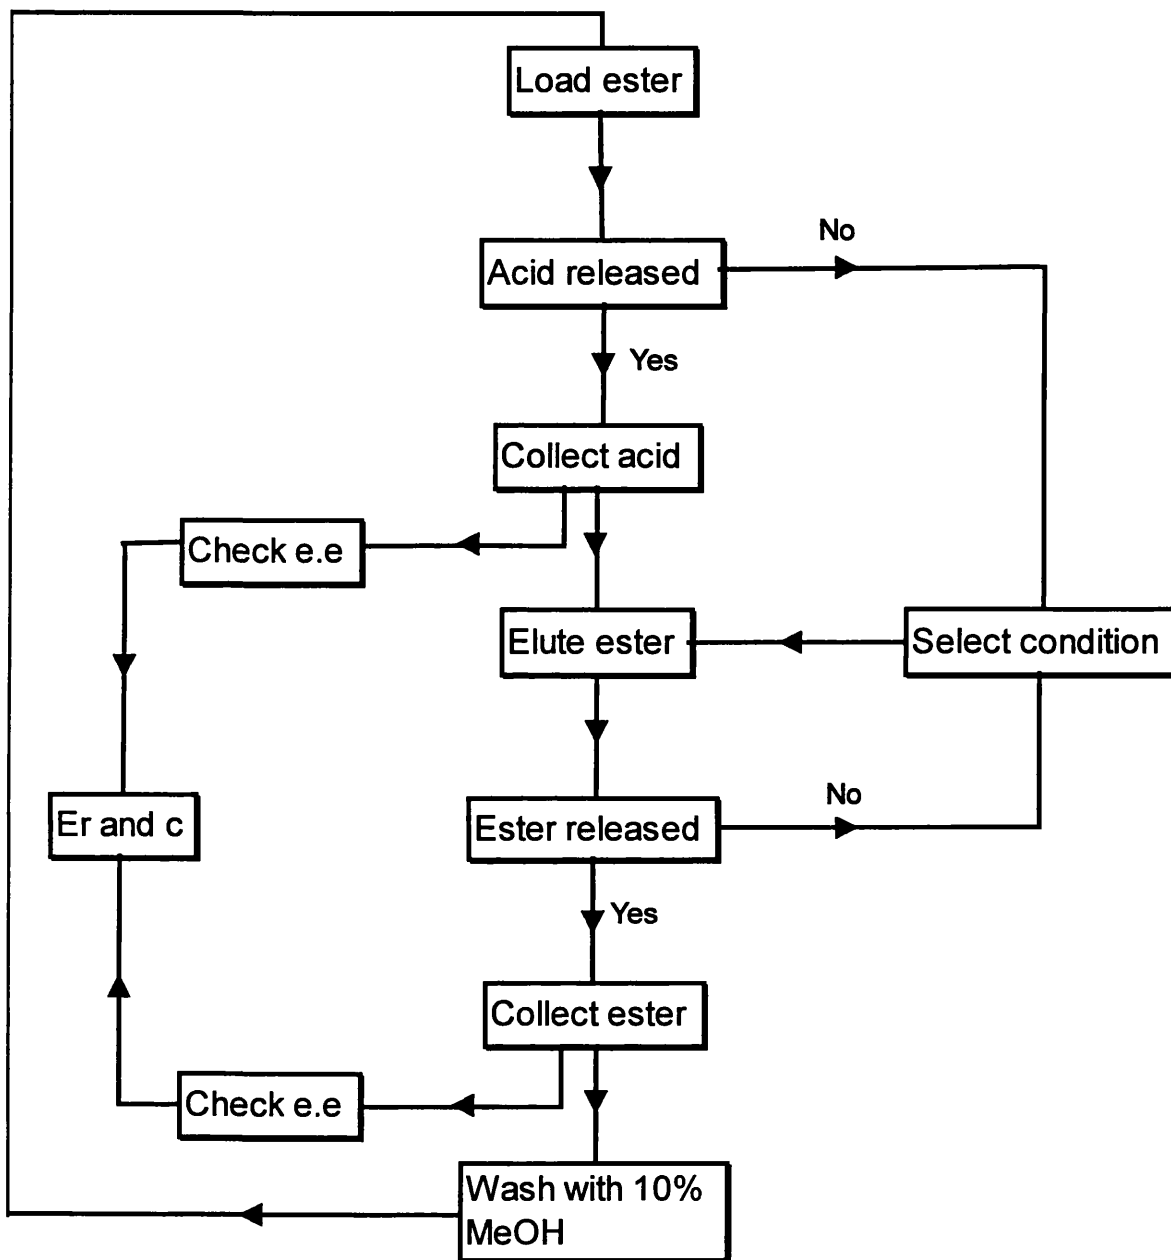 Load ester
No
Acid released
Yes
Collect acid
Check e.e
Elute ester
Select condition
No
Er and c
Ester released
Yes
Collect ester
Check e.e
Wash with 10%
MeOH